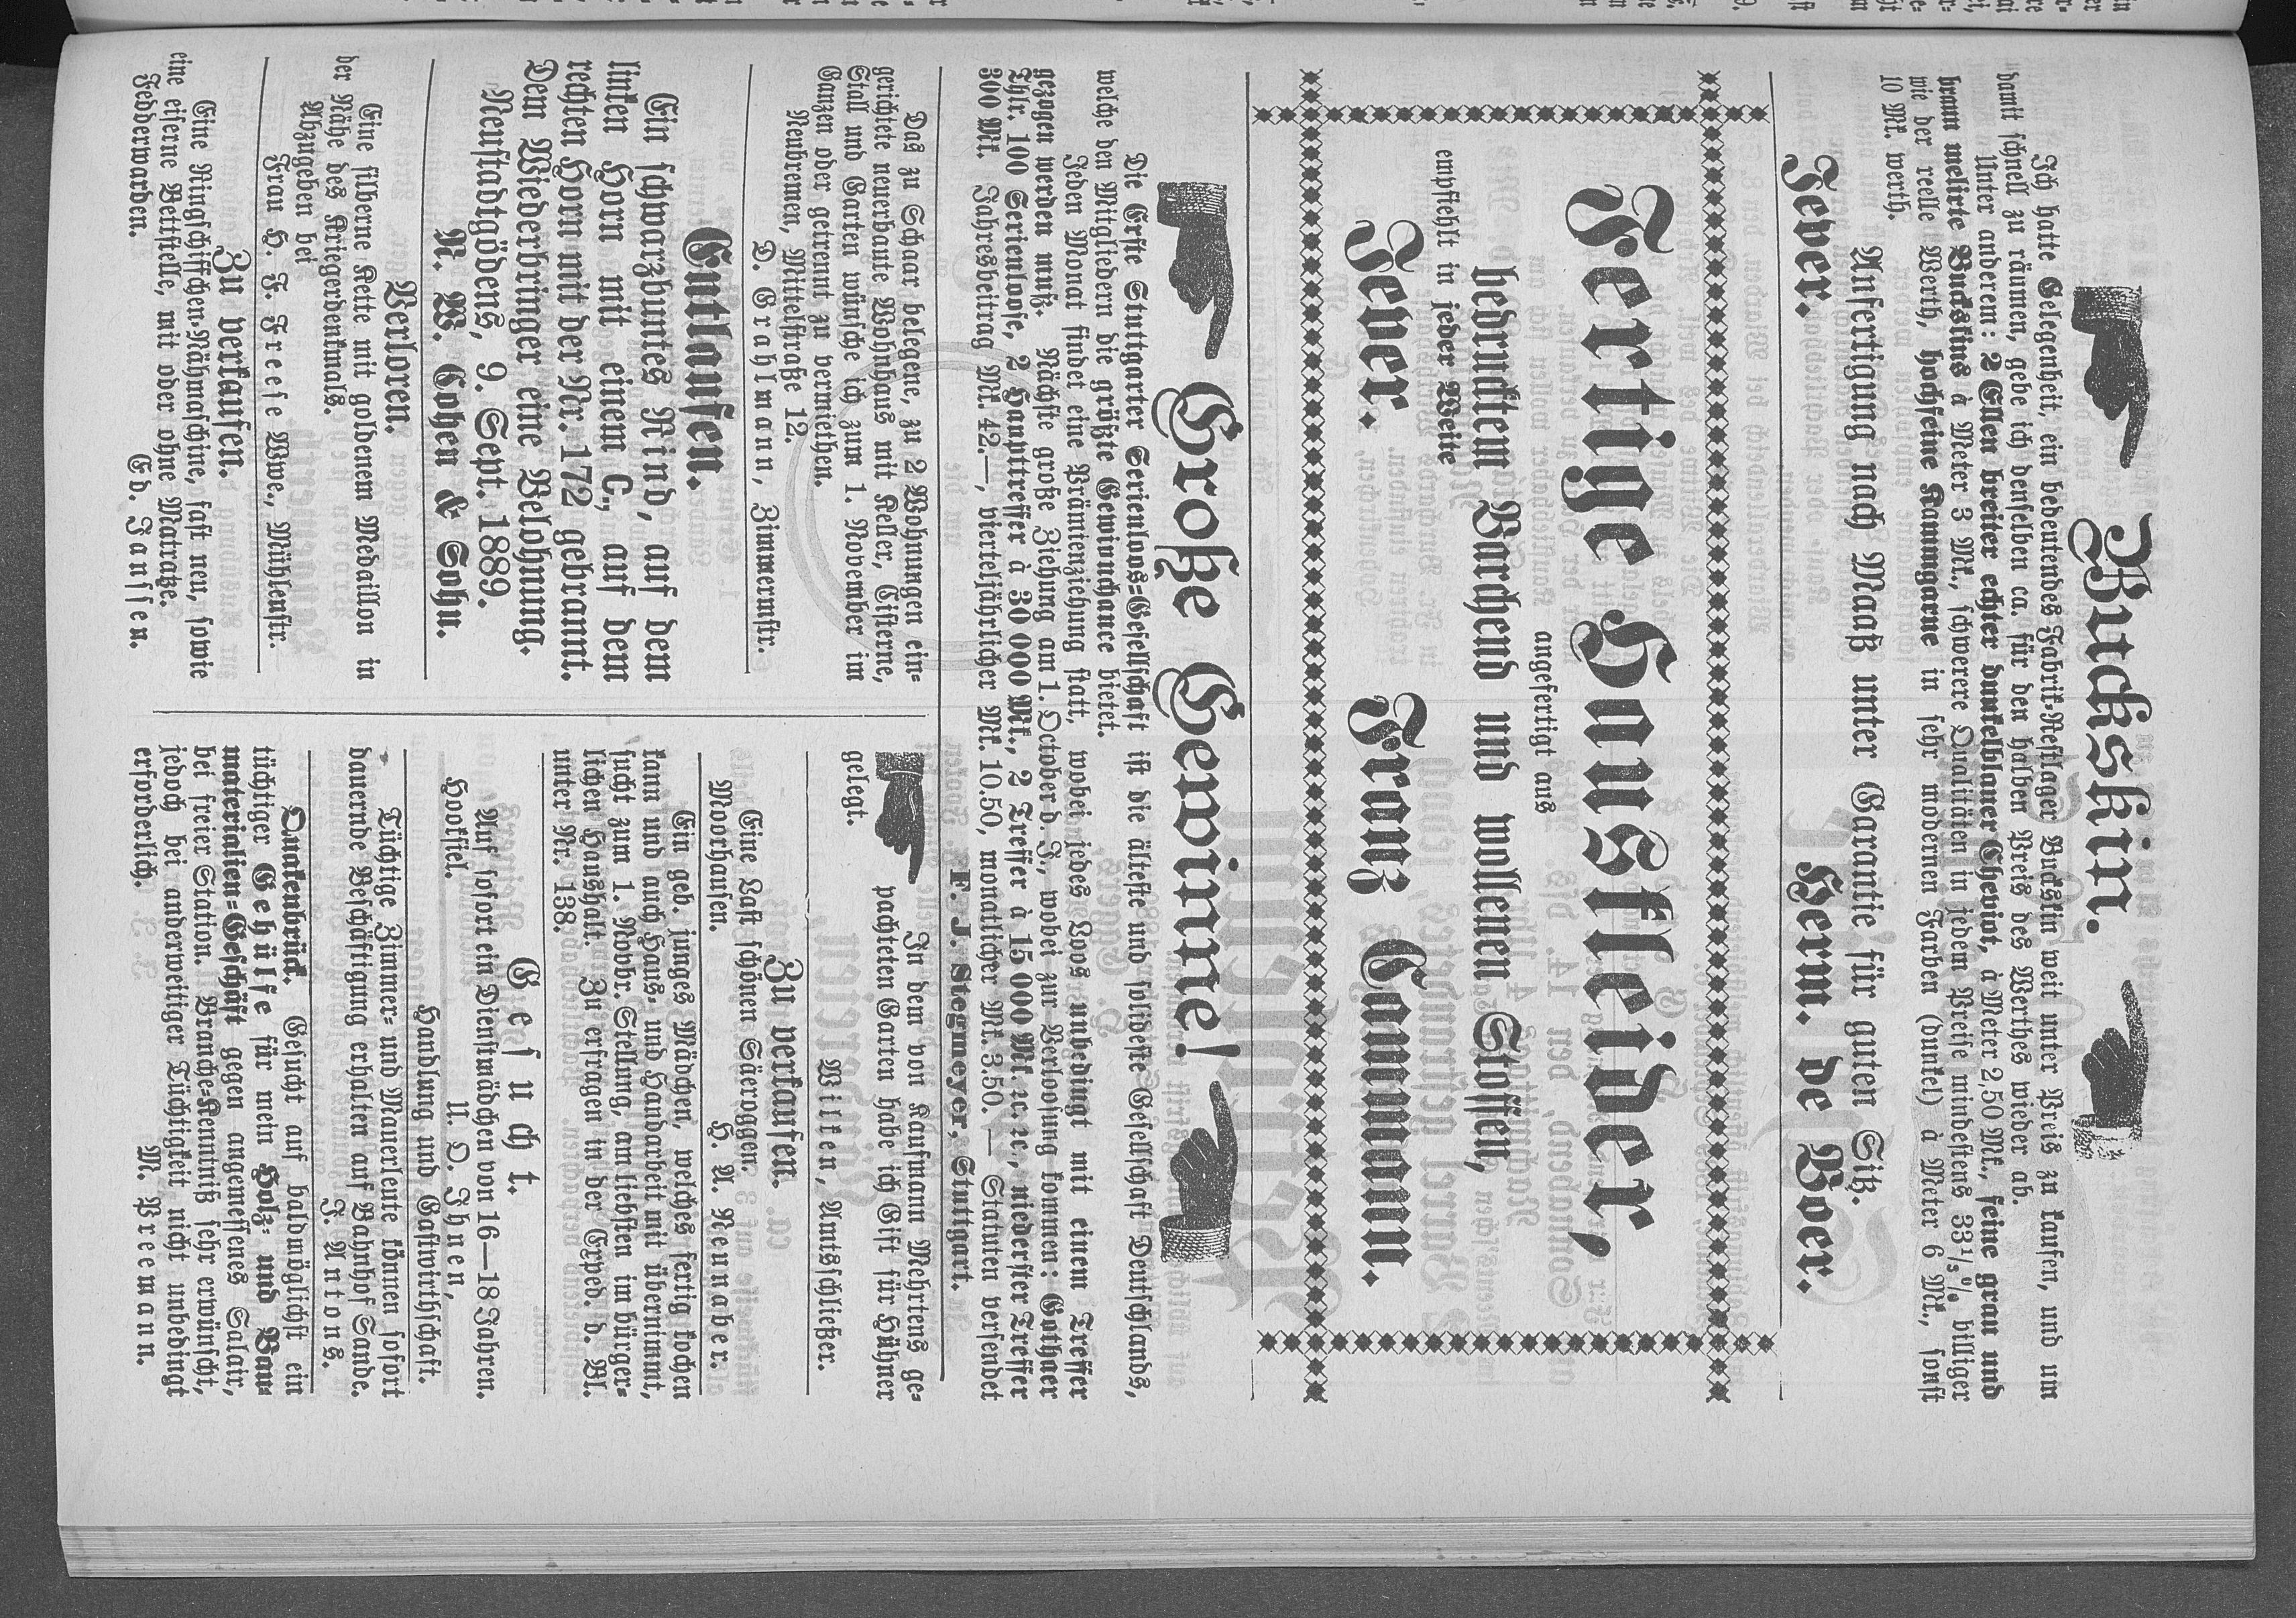 Buckskin.
Ich hatte Gelegenheit, ein bedeutendes Fabrik-Restlager Buckskin weit unter Preis zu kaufen, und um
damit schnell zu räumen, gebe ich denselben ca. für den halben Preis des Werthes wieder ab.
Unter anderem: 2 Ellen breiter echter dunkelblauer Cheviot, à Meter 2,50 Mk., feine grau und
braun melirte Buckskins à Meter 3 Mk., schwerere Qualitäten in jedem Preise mindestens 33⅓% billiger
wie der reelle Werth, hochfeine Kammgarne in sehr modernen Farben (dunkel) à Meter 6 Mk., sonst
10 Mk. werth.
Anfertigung nach Maaß unter Garantie für guten Sitz.
Jever. Herm. de Boer.
Fertige Hauskleider,
angefertigt aus
bedrucktem Barchend und wollenen Stoffen,
empfiehlt in jeder Weite
Jever. Franz Cammann.
Große Gewinne!
Die Erste Stuttgarter Serienloos-Gesellschaft ist die älteste und solideste Gesellschaft Deutschlands,
welche den Mitgliedern die größte Gewinnchance bietet.
Jeden Monat findet eine Prämienziehung statt, wobei jedes Loos unbedingt mit einem Treffer
gezogen werden muß. Nächste große Ziehung am 1. October d. J., wobei zur Verloosung kommen: Gothaer
Thlr. 100 Serienloose, 2 Haupttreffer à 30 000 Mk., 2 Treffer à 15 000 Mk. ꝛc. ꝛc., niederster Treffer
300 Mk. Jahresbeitrag Mk. 42.—, vierteljährlicher Mk. 10.50, monatlicher Mk. 3.50. — Statuten versendet
F. J. Stegmeyer, Stuttgart.
Das zu Schaar belegene, zu 2 Wohnungen ein-
gerichtete neuerbaute Wohnhaus mit Keller, Cisterne,
Stall und Garten wünsche ich zum 1. November im
Ganzen oder getrennt zu vermiethen.
Neubremen, Mittelstraße 12.
D. Grahlmann, Zimmermstr.
Entlaufen.
Ein schwarzbuntes Rind, auf dem
linken Horn mit einem C., auf dem
rechten Horn mit der Nr. 172 gebrannt.
Dem Wiederbringer eine Belohnung.
Neustadtgödens, 9. Sept. 1889.
R. W. Cohen & Sohn.
Verloren.
Eine silberne Kette mit goldenem Medaillon in
der Nähe des Kriegerdenkmals.
Abzugeben bei
Frau H. F. Frese Wwe., Mühlenstr.
Zu verkaufen.
Eine Ringschiffchen-Nähmaschine, fast neu, sowie
eine eiserne Bettstelle, mit oder ohne Matratze.
Fedderwarden. Ed. Janssen.
In dem von Kaufmann Mehrtens ge-
pachteten Garten habe ich Gift für Hühner
gelegt.
Wilken, Amtsschließer.
Zu verkaufen.
Eine Last schönen Säeroggen.
Moorhausen. H. A. Rennaber.
Ein geb. junges Mädchen, welches fertig kochen
kann und auch Haus- und Handarbeit mit übernimmt,
sucht zum 1. Novbr. Stellung, am liebsten im bürger-
lichen Haushalt. Zu erfragen in der Exped. d. Bl.
unter Nr. 138.
Gesucht.
Auf sofort ein Dienstmädchen von 16—18 Jahren.
Hooksiel. U. D. Ihnen,
Handlung und Gastwirthschaft.
Tüchtige Zimmer- und Maurerleute können sofort
dauernde Beschäftigung erhalten auf Bahnhof Sande.
J. Antons.
Quakenbrück. Gesucht auf baldmöglichst ein
tüchtiger Gehülfe für mein Holz- und Bau-
materialien-Geschäft gegen angemessenes Salair,
bei freier Station. Branche-Kenntniß sehr erwünscht,
jedoch bei anderweitiger Tüchtigkeit nicht unbedingt
erforderlich. M. Breemann.